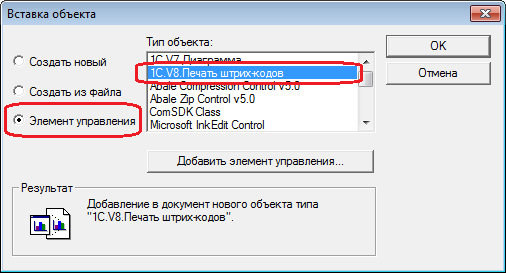 Вставка объекта
Тип объекта:
Создать новый
Создать из файла
Элемент управления
1C.V7.Диаграмма
1C.V8.Печать штрих-кодов
Abale Compression Control v5.0
Abale Zip Control v5.0
ComSDK Class
Microsoft InkEdit Control
OK
Отмена
Добавить элемент управления...
Результат
Добавление в документ нового объекта типа
"1C.V8.Печать штрих-кодов".